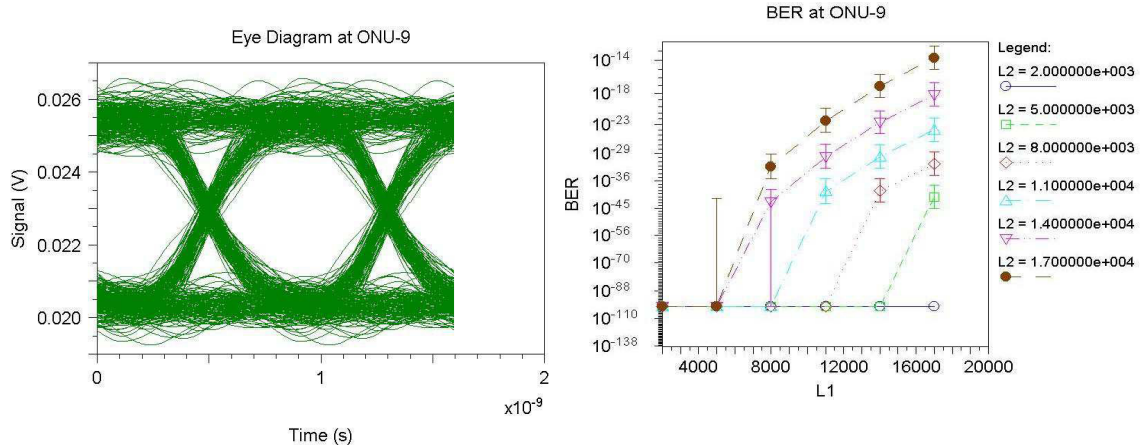 Eye Diagram at ONU-9
Signal (V)
0.026
0.024
0.022
0.020
0
1
2
x10-9
Time (s)
BER at ONU-9
BER
10-14
10-18
10-23
10-29
10-36
10-45
10-56
10-70
10-88
10-110
10-138
4000
8000
12000
16000
20000
L1
Legend:
L2 = 2.000000e+003
L2 = 5.000000e+003
L2 = 8.000000e+003
L2 = 1.100000e+004
L2 = 1.400000e+004
L2 = 1.700000e+004